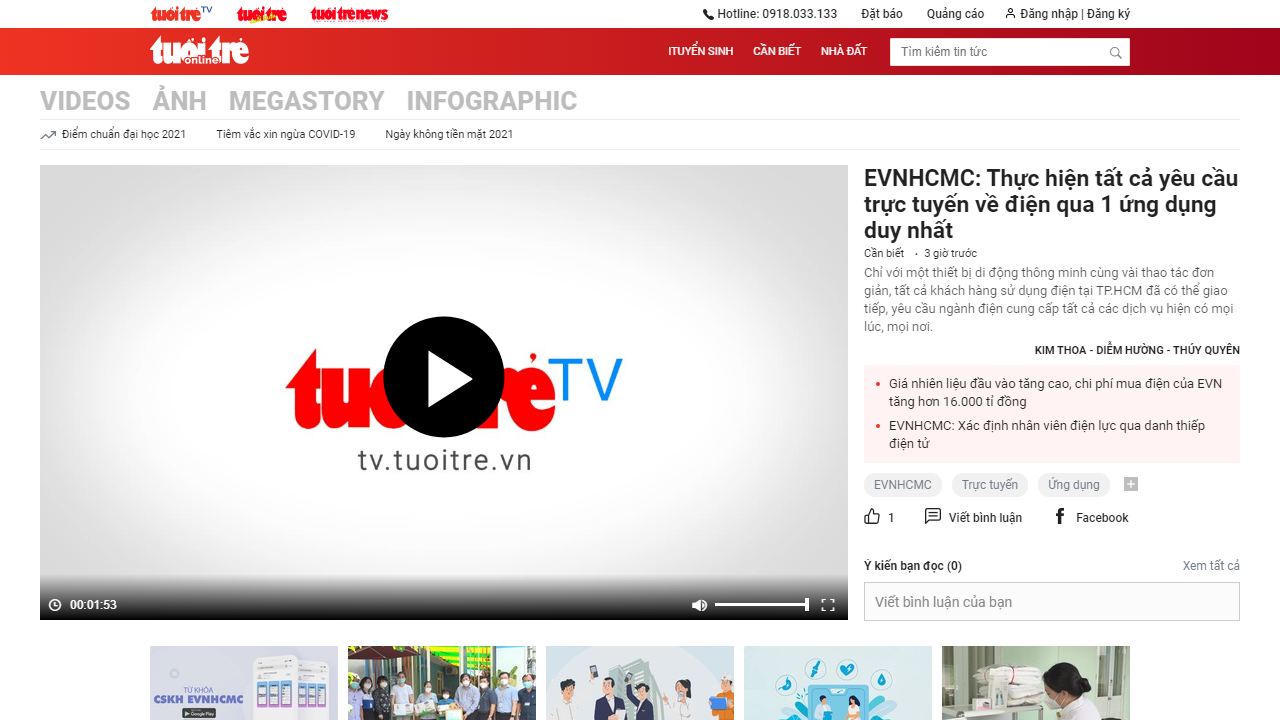 tuổi trẻ TV
tuổi trẻ
tuổi trẻ news
Hotline: 0918.033.133
Đặt báo
Quảng cáo
Đăng nhập | Đăng ký
tuổi trẻ online
TUYỂN SINH
CẦN BIẾT
NHÀ ĐẤT
Tìm kiếm tin tức
VIDEOS ẢNH MEGASTORY INFOGRAPHIC
Điểm chuẩn đại học 2021
Tiêm vắc xin ngừa COVID-19
Ngày không tiền mặt 2021
TV
tv.tuoitre.vn
00:01:53
EVNHCMC: Thực hiện tất cả yêu cầu
trực tuyến về điện qua 1 ứng dụng
duy nhất
Cần biết • 3 giờ trước
Chỉ với một thiết bị di động thông minh cùng vài thao tác đơn
giản, tất cả khách hàng sử dụng điện tại TP.HCM đã có thể giao
tiếp, yêu cầu ngành điện cung cấp tất cả các dịch vụ hiện có mọi
lúc, mọi nơi.
KIM THOA - DIỄM HƯỜNG - THÚY QUYÊN
Giá nhiên liệu đầu vào tăng cao, chi phí mua điện của EVN
tăng hơn 16.000 tỉ đồng
EVNHCMC: Xác định nhân viên điện lực qua danh thiếp
điện tử
EVNHCMC
Trực tuyến
Ứng dụng
1
Viết bình luận
Facebook
Ý kiến bạn đọc (0)
Xem tất cả
Viết bình luận của bạn
TỪ KHÓA
CSKH EVNHCMC
Google Play